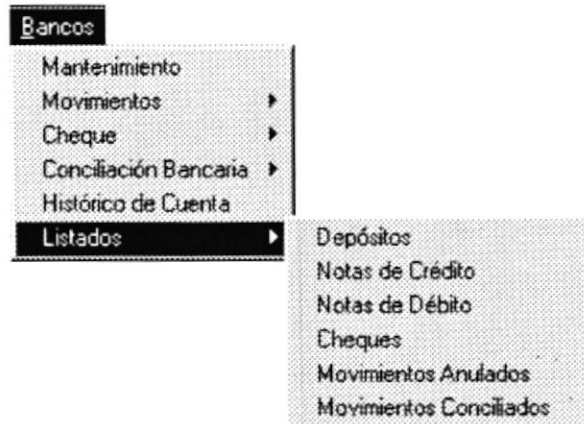 Bancos
Mantenimiento
Movimientos
Cheque
Conciliación Bancaria
Histórico de Cuenta
Listados
Depósitos
Notas de Crédito
Notas de Débito
Cheques
Movimientos Anulados
Movimientos Conciliados